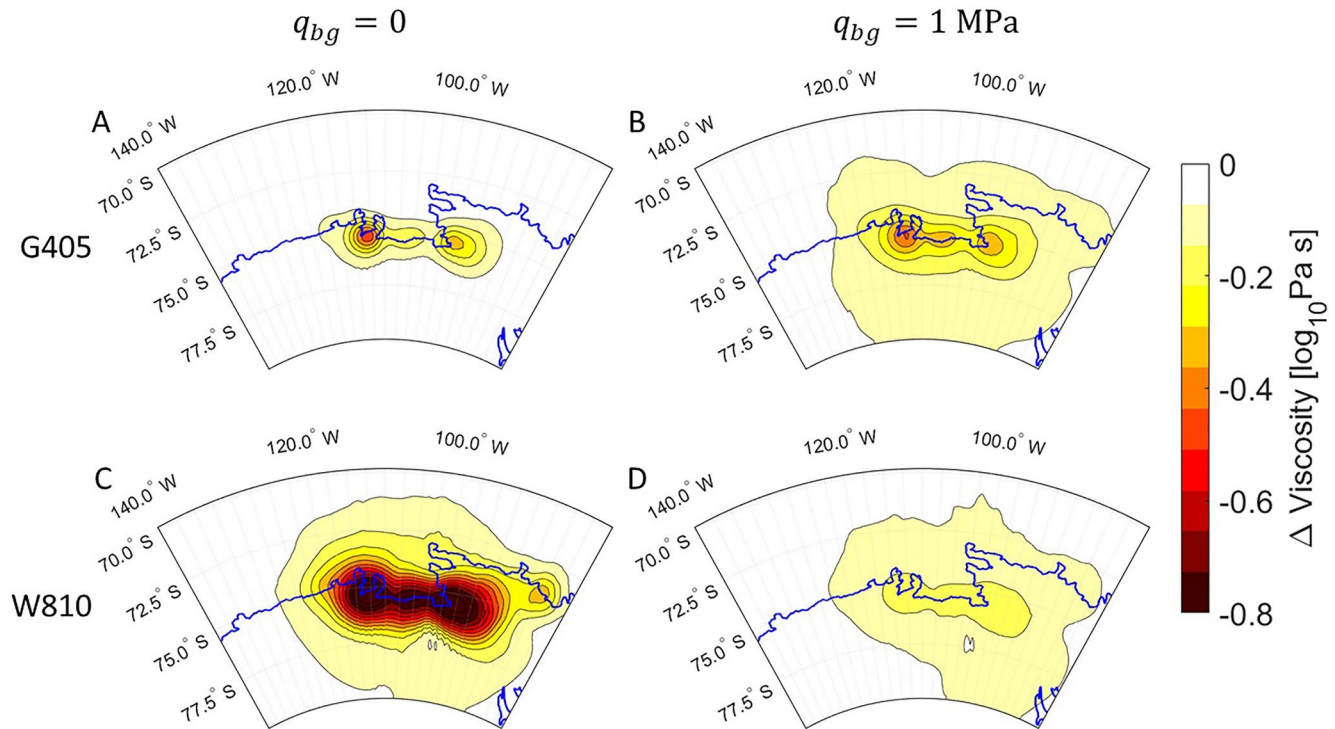 q_bg = 0
q_bg = 1 MPa
A
120.0° W
100.0° W
140.0° W
70.0° S
72.5° S
75.0° S
77.5° S
G405
B
120.0° W
100.0° W
140.0° W
70.0° S
72.5° S
75.0° S
77.5° S
C
120.0° W
100.0° W
140.0° W
70.0° S
72.5° S
75.0° S
77.5° S
W810
D
120.0° W
100.0° W
140.0° W
70.0° S
72.5° S
75.0° S
77.5° S
0
-0.2
-0.4
-0.6
-0.8
Δ Viscosity [log₁₀Pa s]